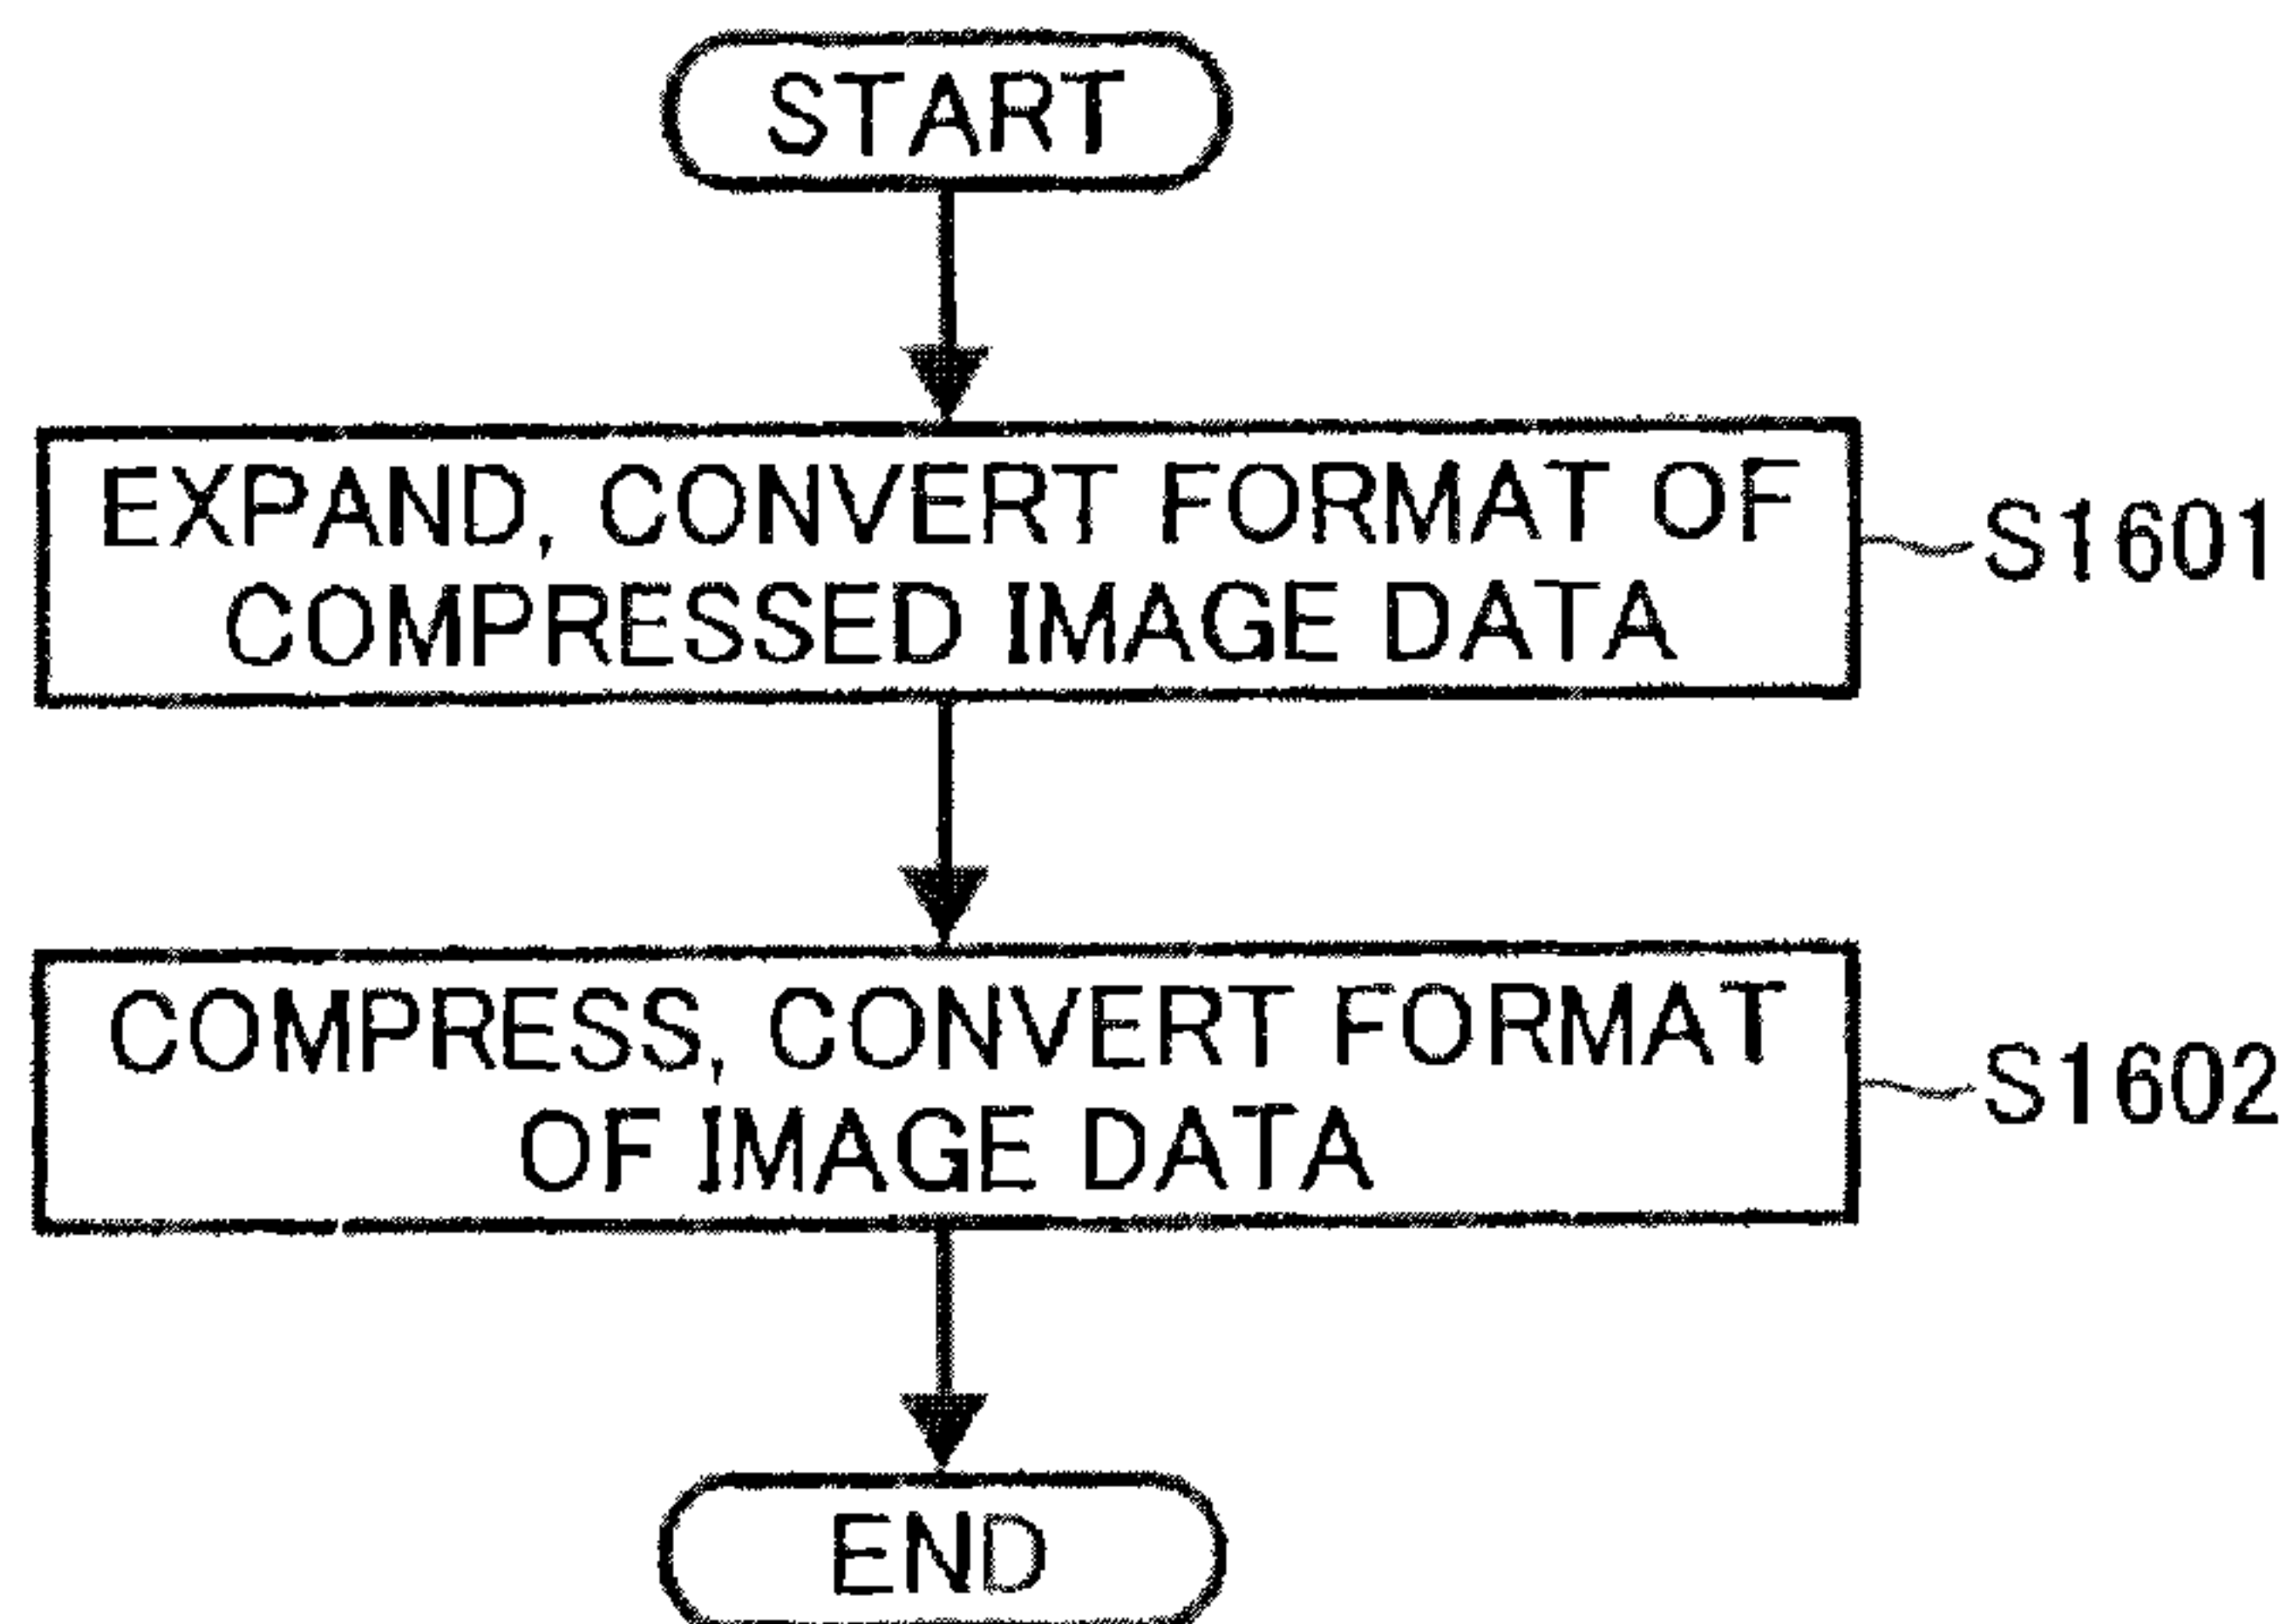 START
EXPAND, CONVERT FORMAT OF
COMPRESSED IMAGE DATA
S1601
COMPRESS, CONVERT FORMAT
OF IMAGE DATA
S1602
END